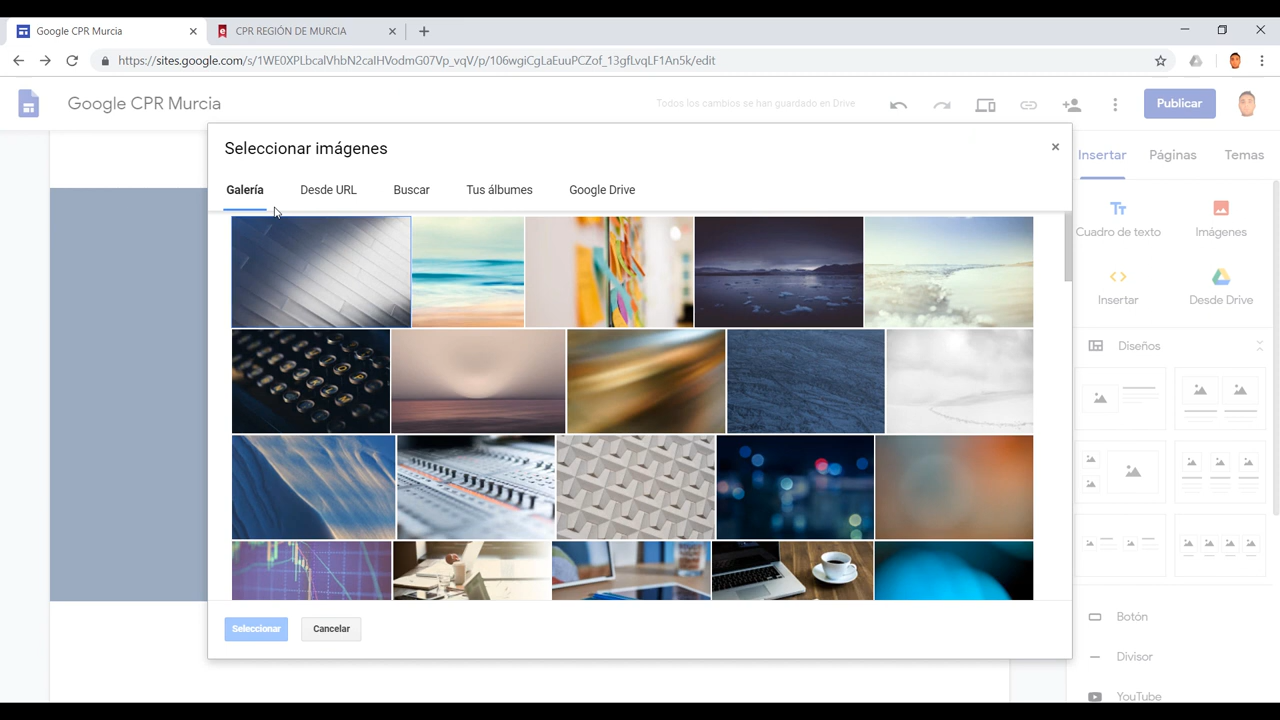 Google CPR Murcia
CPR REGIÓN DE MURCIA
https://sites.google.com/s/1WE0XPLbcalVhbN2calHVodmG07Vp_vqV/p/106wgiCgLaEuuPCZof_13gfLvqLF1An5k/edit
Google CPR Murcia
Todos los cambios se han guardado en Drive
Publicar
Seleccionar imágenes
Insertar
Páginas
Temas
Galería
Desde URL
Buscar
Tus álbumes
Google Drive
Cuadro de texto
Imágenes
Insertar
Desde Drive
Diseños
Botón
Divisor
YouTube
Seleccionar
Cancelar